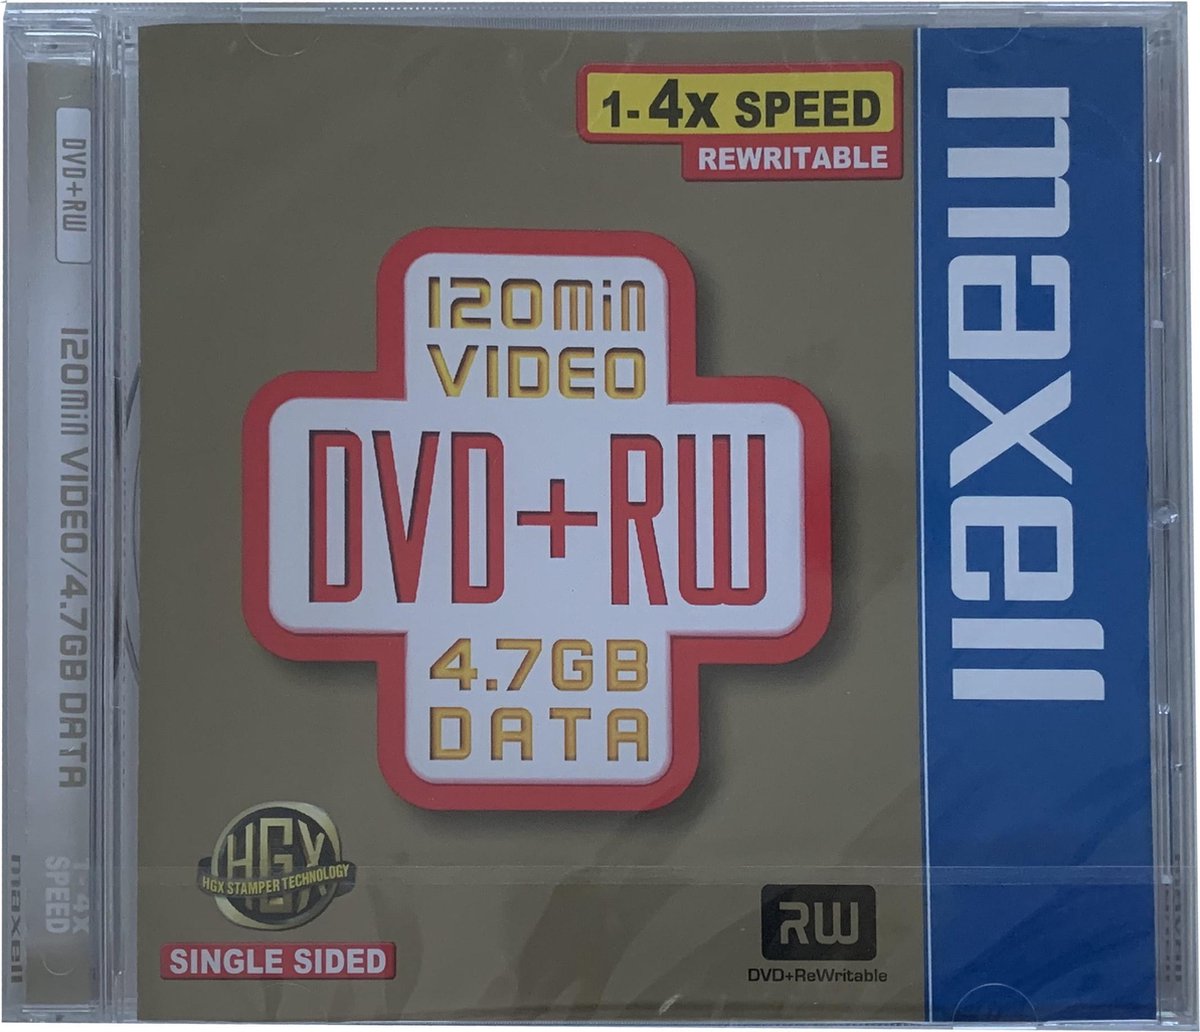 1-4X SPEED
REWRITABLE
maxell
120min
VIDEO
DVD+RW
4.7GB
DATA
HGX
HGX STAMPER TECHNOLOGY
SINGLE SIDED
RW
DVD+ReWritable
DVD+RW
120min VIDEO/4.7GB DATA
1-4X
SPEED
maxell